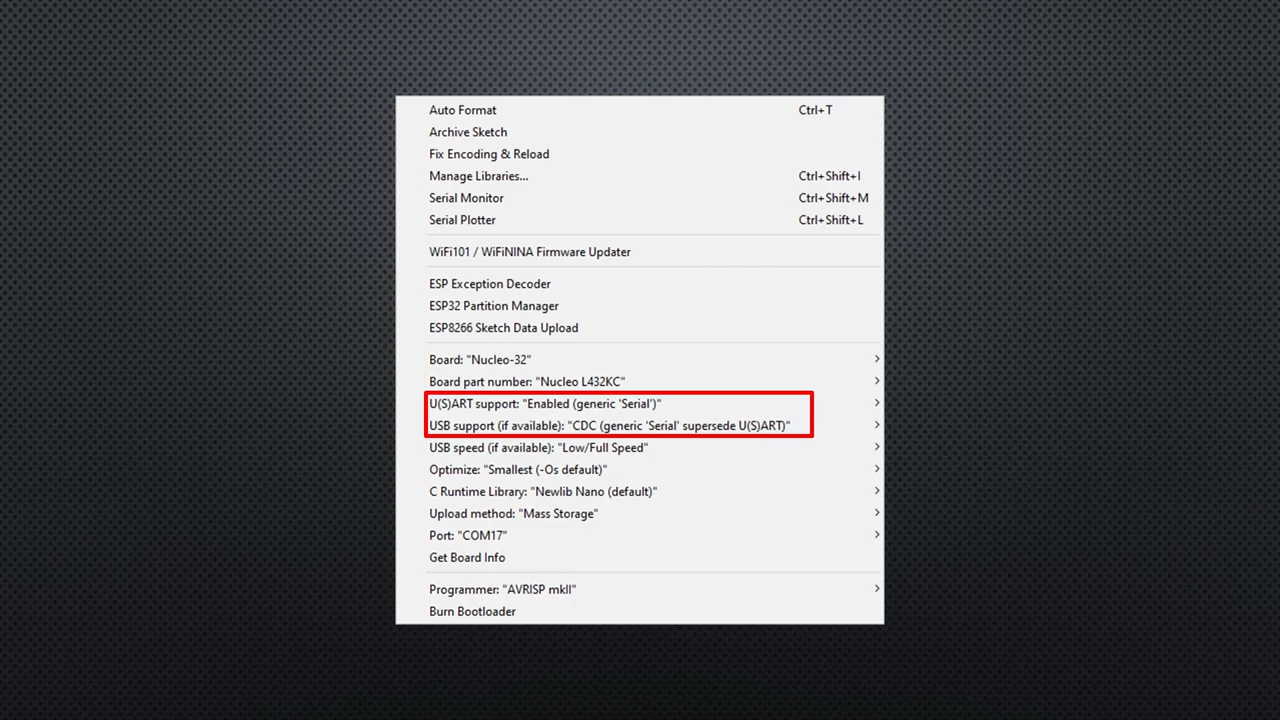 Auto Format Ctrl+T
Archive Sketch
Fix Encoding & Reload
Manage Libraries... Ctrl+Shift+I
Serial Monitor Ctrl+Shift+M
Serial Plotter Ctrl+Shift+L
WiFi101 / WiFiNINA Firmware Updater
ESP Exception Decoder
ESP32 Partition Manager
ESP8266 Sketch Data Upload
Board: "Nucleo-32"
Board part number: "Nucleo L432KC"
U(S)ART support: "Enabled (generic 'Serial')"
USB support (if available): "CDC (generic 'Serial' supersede U(S)ART)"
USB speed (if available): "Low/Full Speed"
Optimize: "Smallest (-Os default)"
C Runtime Library: "Newlib Nano (default)"
Upload method: "Mass Storage"
Port: "COM17"
Get Board Info
Programmer: "AVRISP mkII"
Burn Bootloader